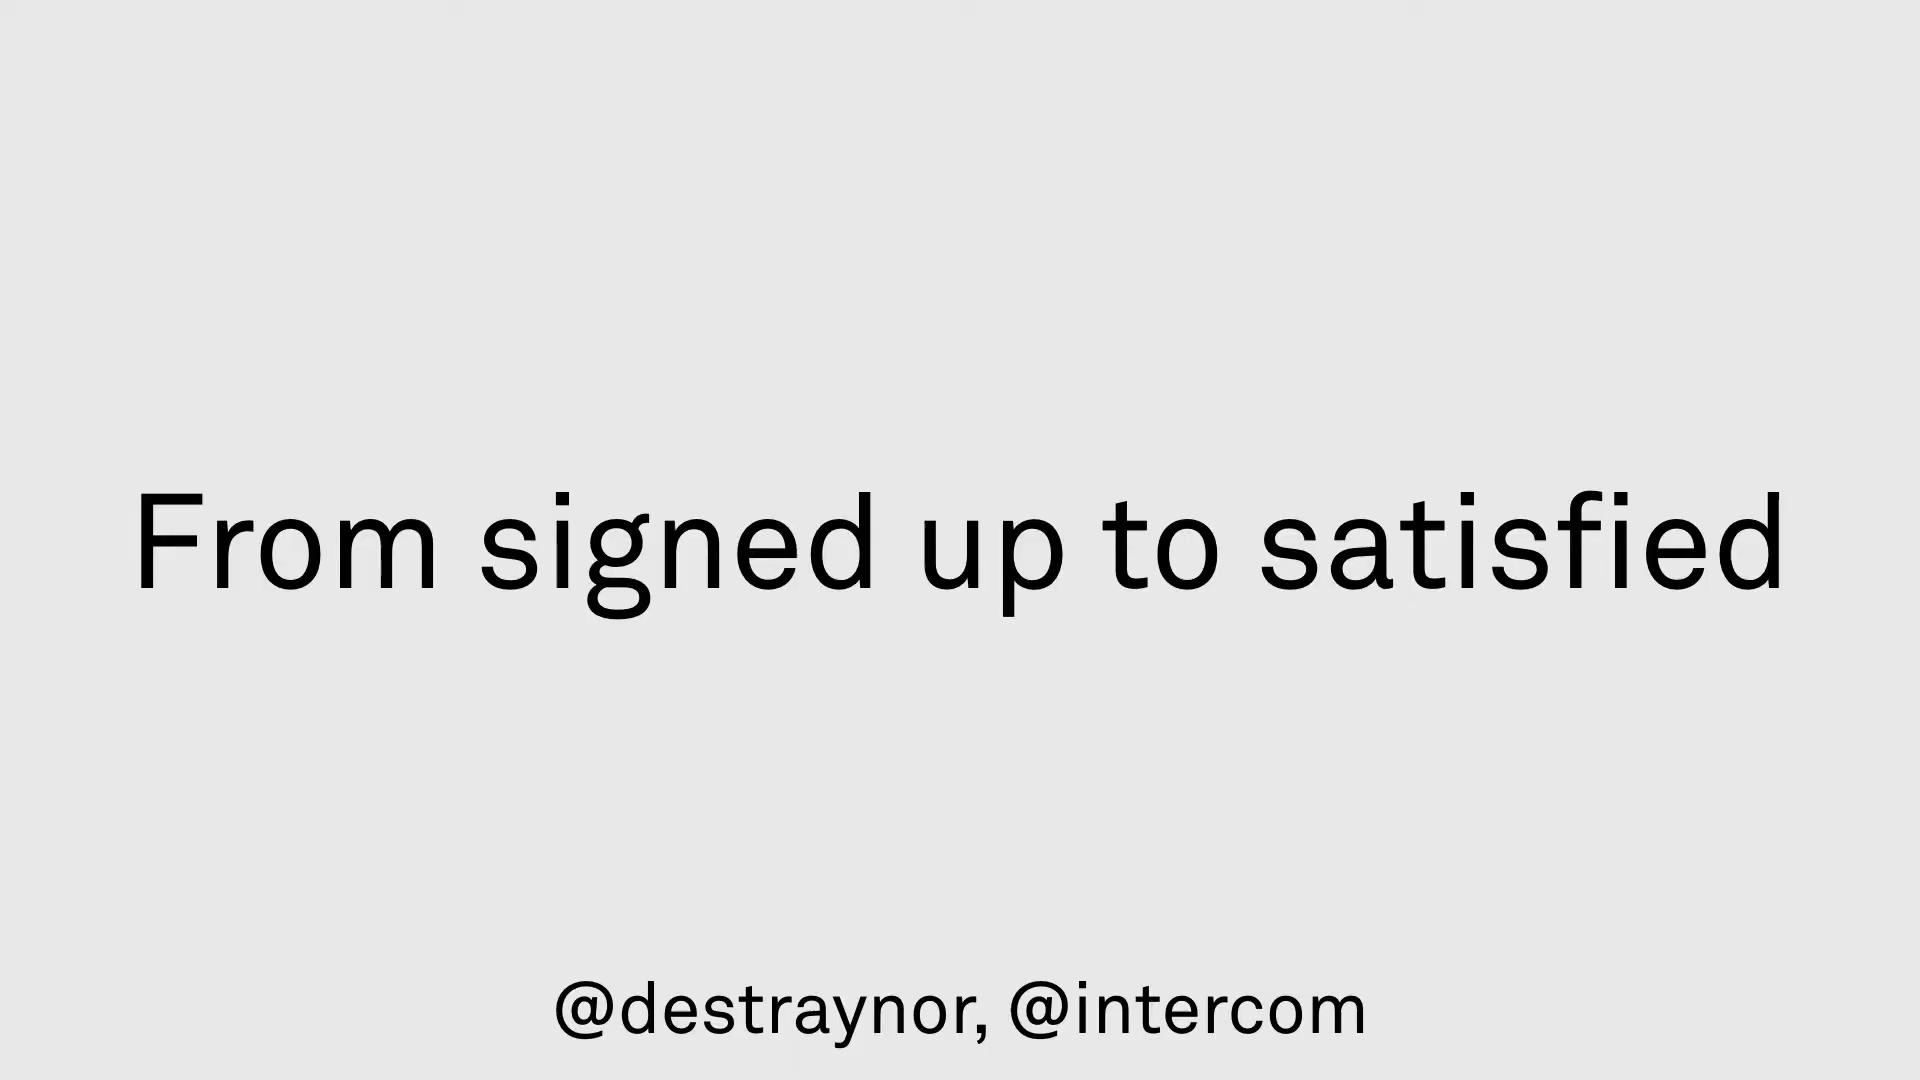 From signed up to satisfied
@destraynor, @intercom